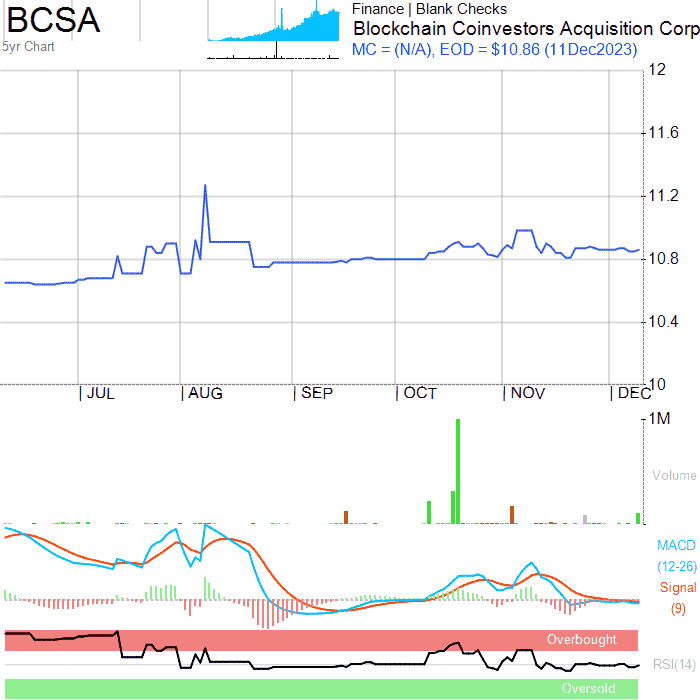 BCSA
5yr Chart
Finance | Blank Checks
Blockchain Coinvestors Acquisition Corp
MC = (N/A), EOD = $10.86 (11Dec2023)
12
11.6
11.2
10.8
10.4
10
| JUL | AUG | SEP | OCT | NOV | DEC
1M
Volume
MACD
(12-26)
Signal
(9)
Overbought
RSI(14)
Oversold